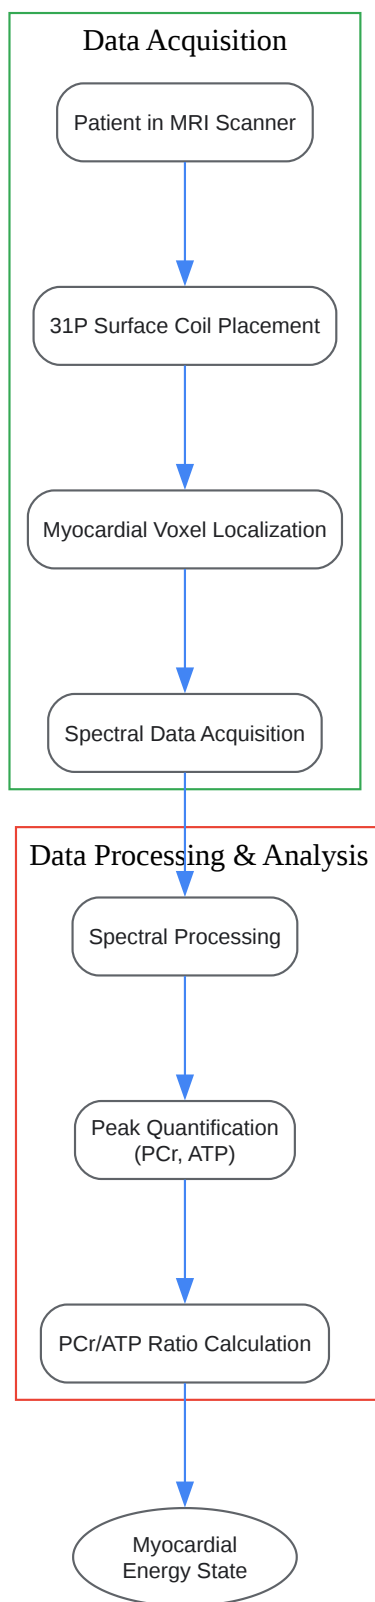 Data Acquisition
Patient in MRI Scanner
31P Surface Coil Placement
Myocardial Voxel Localization
Spectral Data Acquisition
Data Processing & Analysis
Spectral Processing
Peak Quantification
(PCr, ATP)
PCr/ATP Ratio Calculation
Myocardial
Energy State